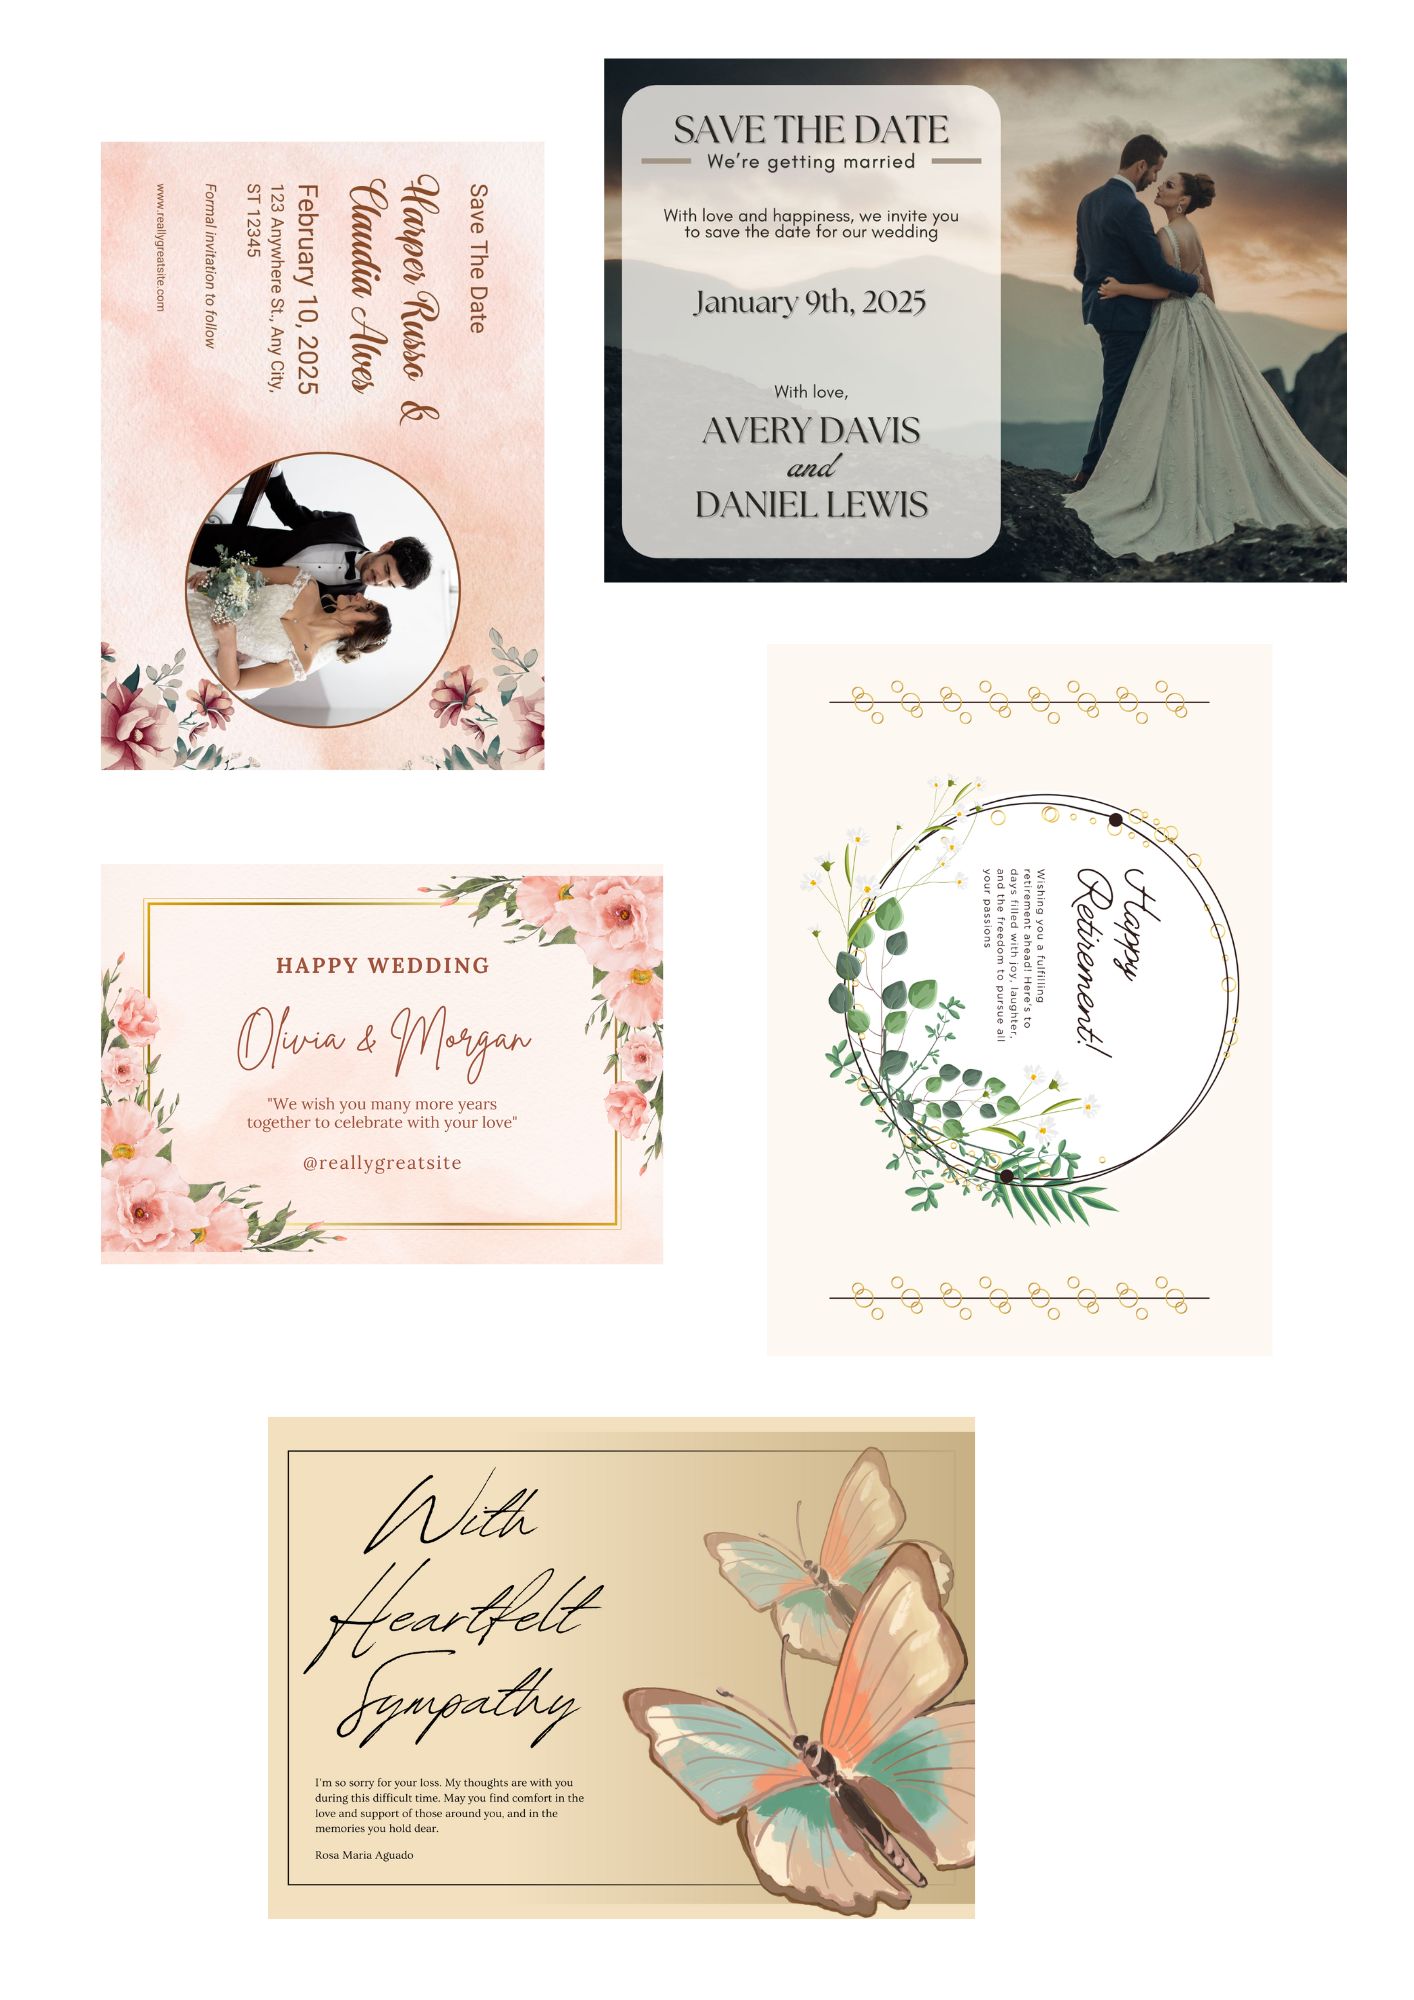 Save The Date
Harper Russo &
Claudia Alves
February 10, 2025
123 Anywhere St., Any City,
ST 12345
Formal invitation to follow
www.reallygreatsite.com
SAVE THE DATE
We're getting married
With love and happiness, we invite you
to save the date for our wedding
January 9th, 2025
With love,
AVERY DAVIS
and
DANIEL LEWIS
HAPPY WEDDING
Olivia & Morgan
"We wish you many more years
together to celebrate with your love"
@reallygreatsite
Happy
Retirement!
Wishing you a fulfilling
retirement ahead! Here's to
days filled with joy, laughter,
and the freedom to pursue all
your passions
With
Heartfelt
Sympathy
I'm so sorry for your loss. My thoughts are with you
during this difficult time. May you find comfort in the
love and support of those around you, and in the
memories you hold dear.
Rosa Maria Aguado